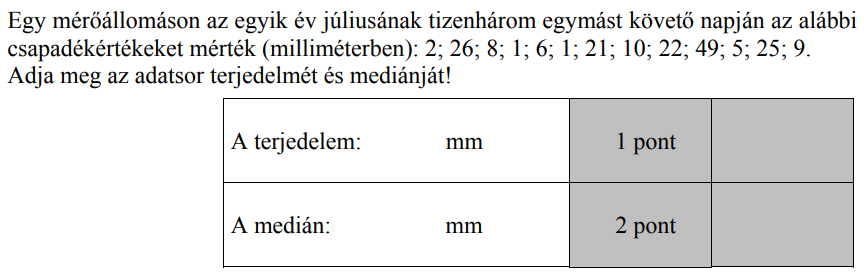 Egy mérőállomáson az egyik év júliusának tizenhárom egymást követő napján az alábbi
csapadékértékeket mérték (milliméterben): 2; 26; 8; 1; 6; 1; 21; 10; 22; 49; 5; 25; 9.
Adja meg az adatsor terjedelmét és mediánját!
A terjedelem: mm 1 pont
A medián: mm 2 pont